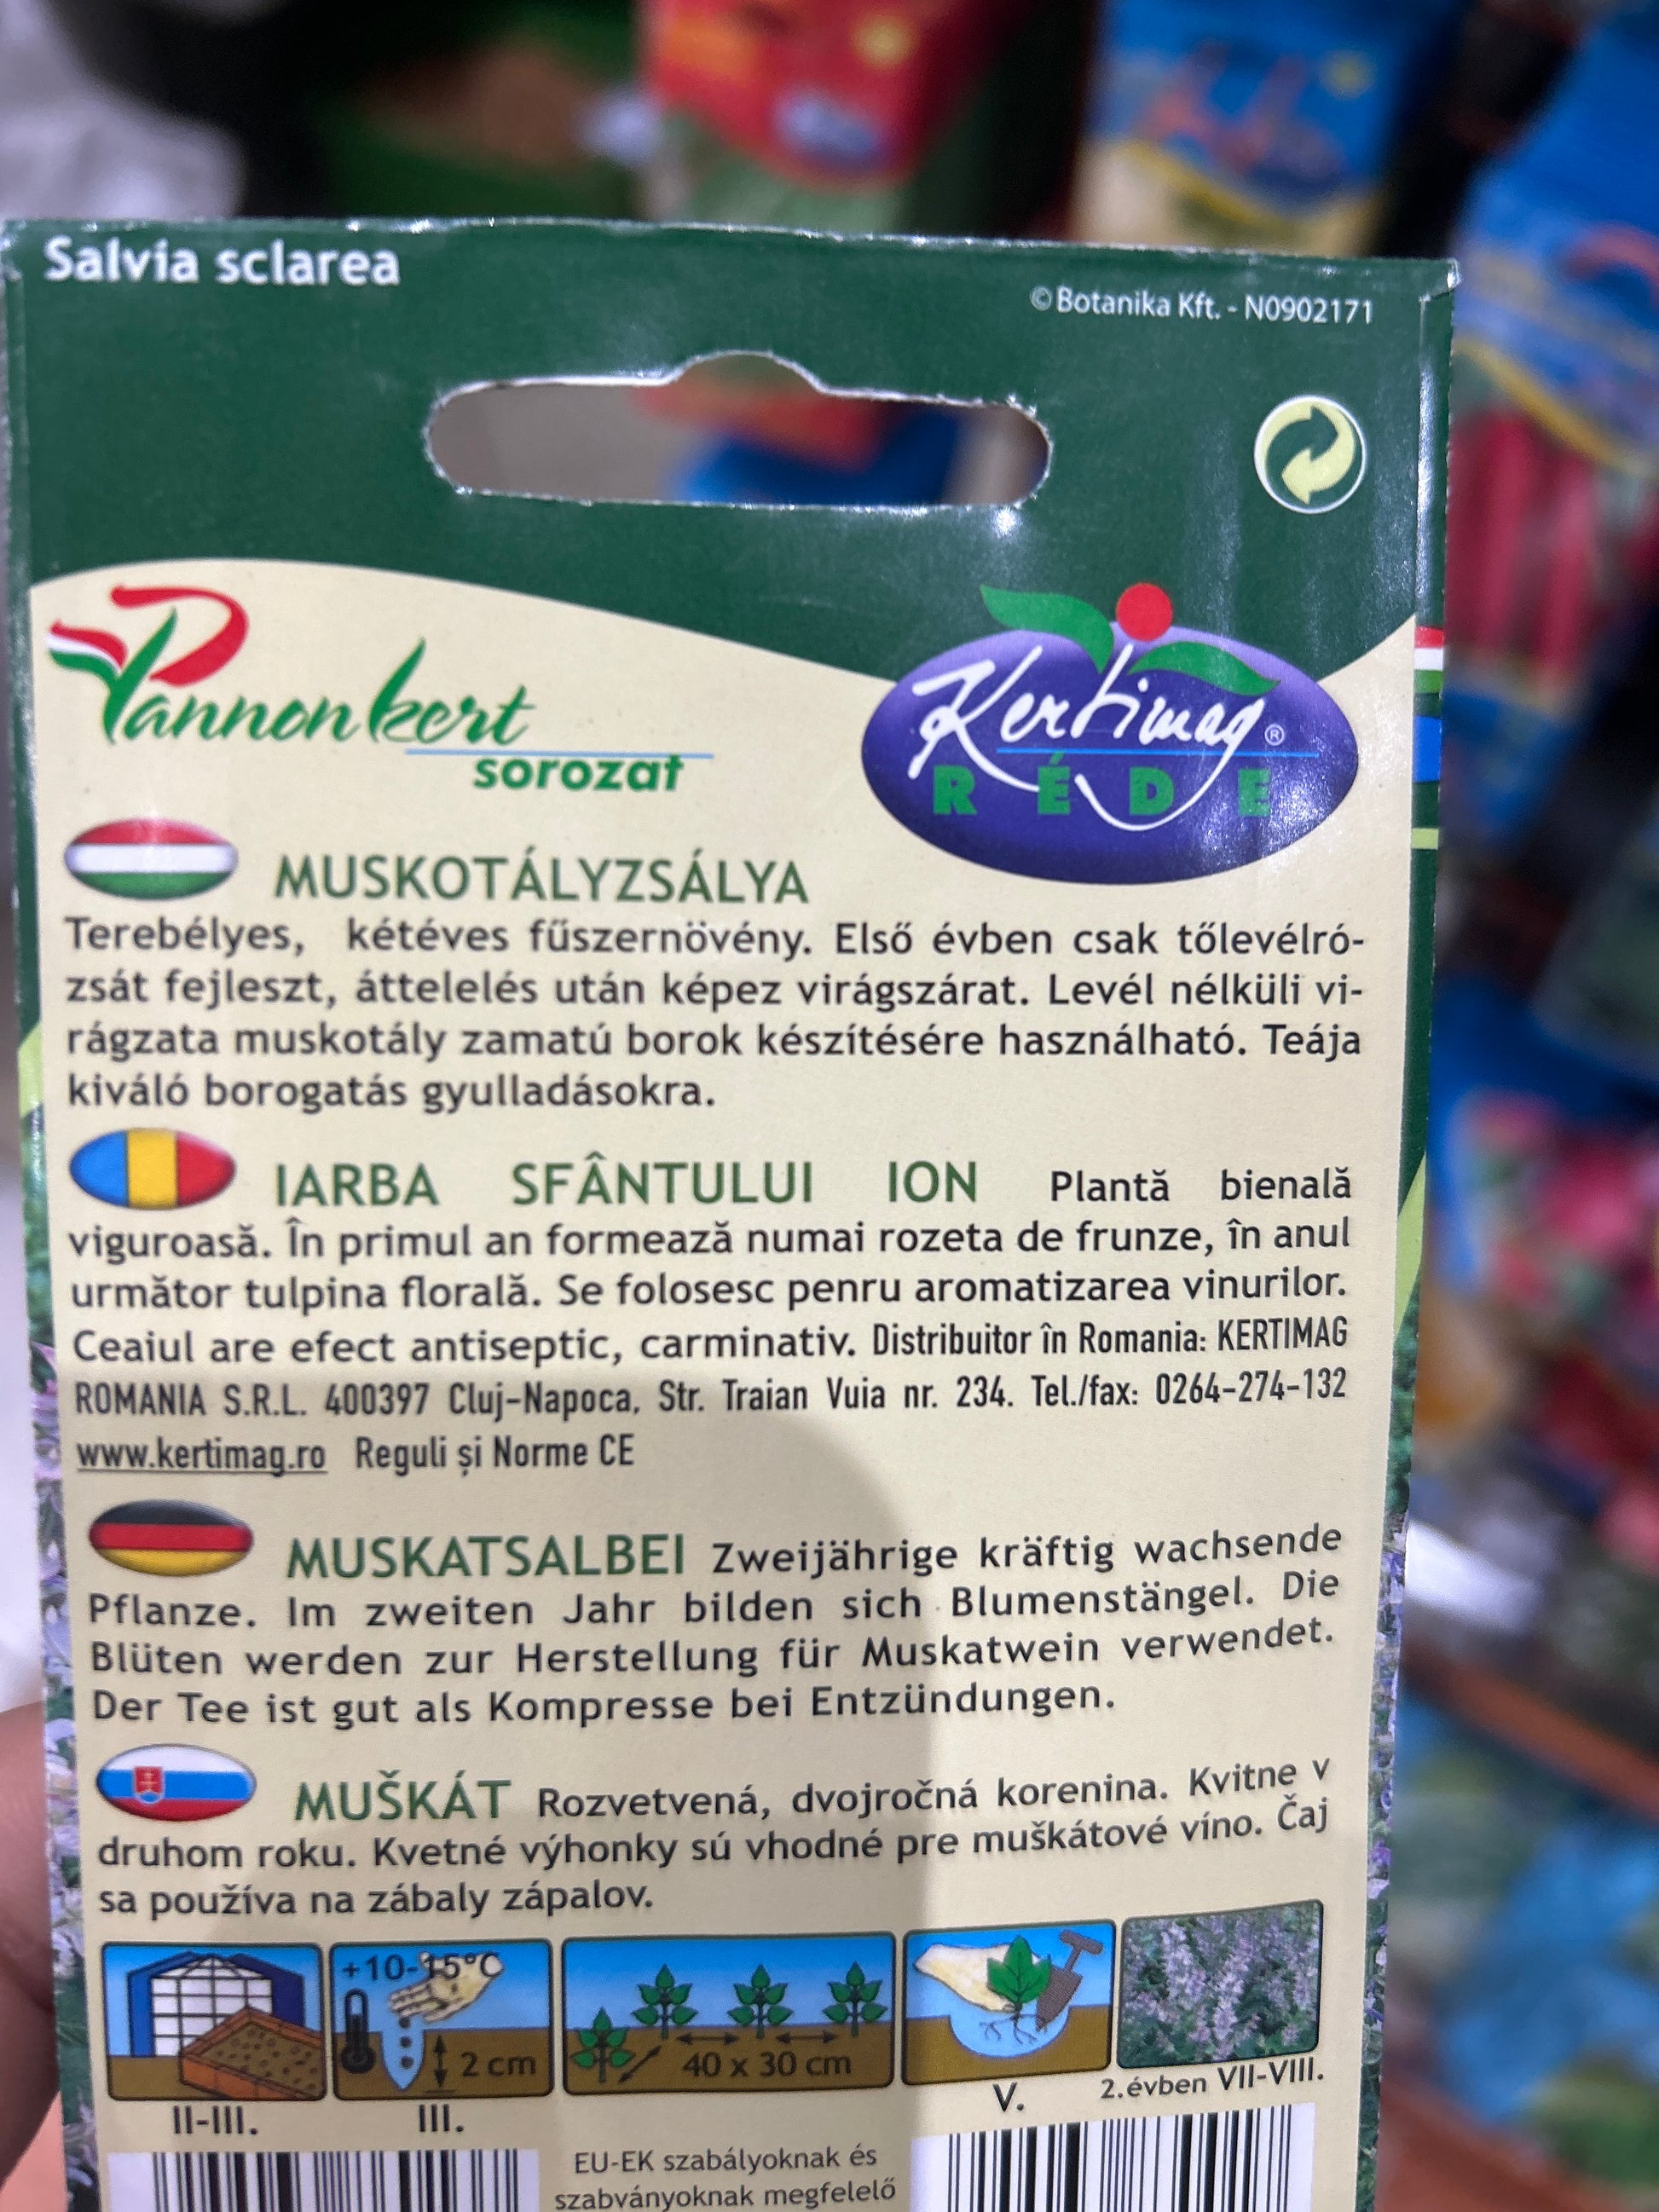 Salvia sclarea
© Botanika Kft. - N0902171
Pannonkert
sorozat
Kertimag®
RÉDE
MUSKOTÁLYZSÁLYA
Terebélyes, kétéves fűszernövény. Első évben csak tőlevélró-
zsát fejleszt, áttelelés után képez virágszárat. Levél nélküli vi-
rágzata muskotály zamatú borok készítésére használható. Teája
kiváló borogatás gyulladásokra.
IARBA SFÂNTULUI ION Plantă bienală
viguroasă. În primul an formează numai rozeta de frunze, în anul
următor tulpina florală. Se folosesc penru aromatizarea vinurilor.
Ceaiul are efect antiseptic, carminativ. Distribuitor în Romania: KERTIMAG
ROMANIA S.R.L. 400397 Cluj-Napoca, Str. Traian Vuia nr. 234. Tel./fax: 0264-274-132
www.kertimag.ro Reguli și Norme CE
MUSKATSALBEI Zweijährige kräftig wachsende
Pflanze. Im zweiten Jahr bilden sich Blumenstängel. Die
Blüten werden zur Herstellung für Muskatwein verwendet.
Der Tee ist gut als Kompresse bei Entzündungen.
MUŠKÁT Rozvetvená, dvojročná korenina. Kvitne v
druhom roku. Kvetné výhonky sú vhodné pre muškátové víno. Čaj
sa používa na zábaly zápalov.
+10-15°C
2 cm
40 x 30 cm
II-III.
III.
V.
2.évben VII-VIII.
EU-EK szabályoknak és
szabványoknak megfelelő